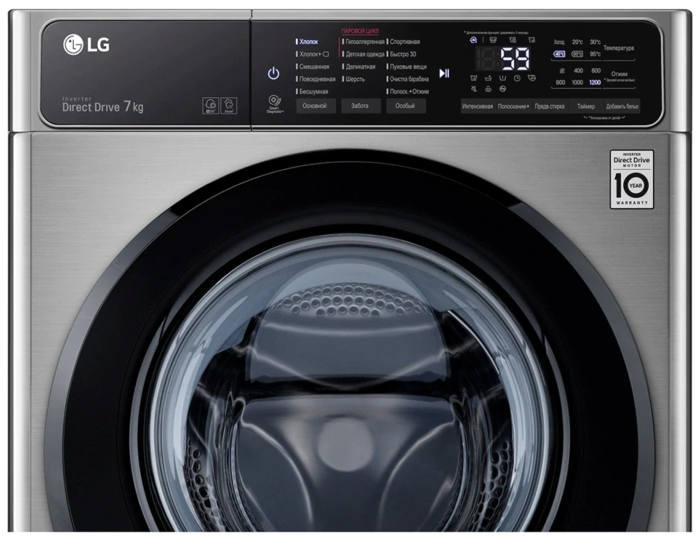 LG
Inverter
Direct Drive 7 kg
Smart Diagnosis™
ПАРОВОЙ ЦИКЛ
Хлопок
Гипоаллергенная
Спортивная
Хлопок+
Детская одежда
Быстро 30
Смешанная
Деликатная
Пуховые вещи
Повседневная
Шерсть
Очистка барабана
Бесшумная
Полоск.+Отжим
Основной
Забота
Особый
59
Холод. 20°c 30°c
40°c 60°c 95°c
Температура
400 600
800 1000 1200
Отжим
Интенсивная
Полоскание+
Предв.стирка
Таймер
Добавить белье
INVERTER
Direct Drive
MOTOR
10 YEAR
WARRANTY